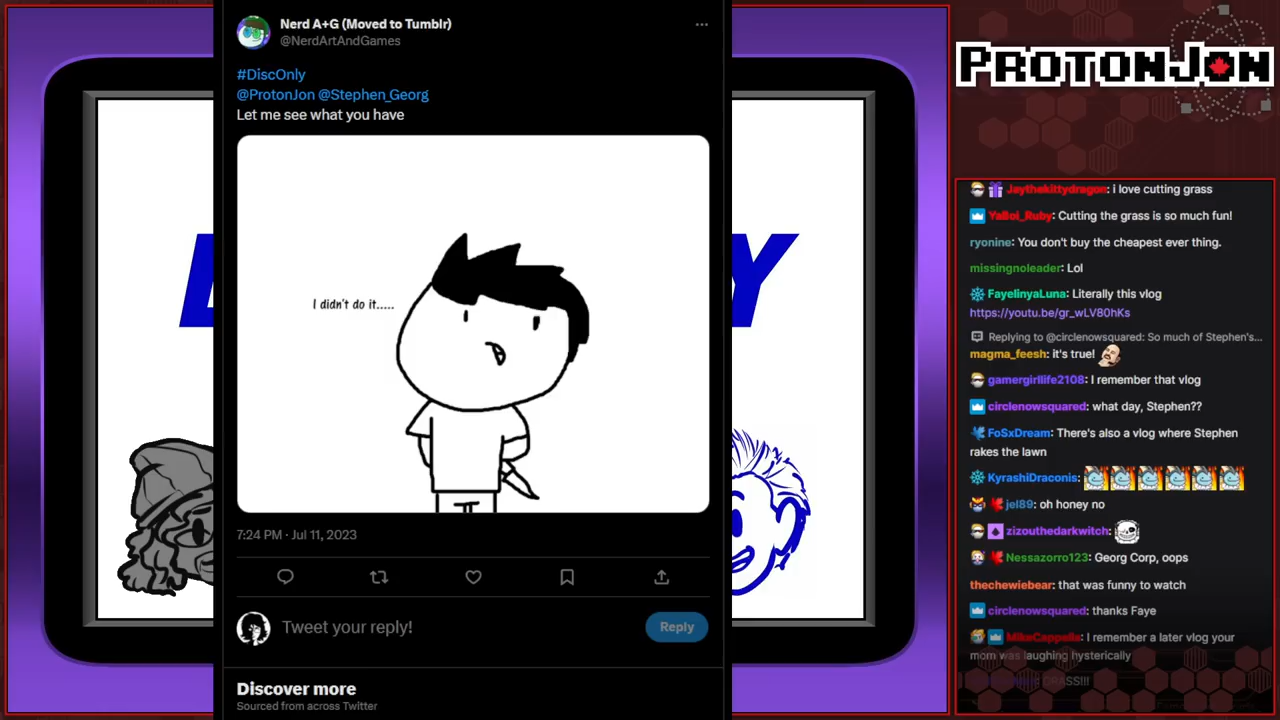 Nerd A+G (Moved to Tumblr)
@NerdArtAndGames
#DiscOnly
@ProtonJon @Stephen_Georg
Let me see what you have
I didn't do it.....
7:24 PM · Jul 11, 2023
Tweet your reply!
Reply
Discover more
Sourced from across Twitter
Y
PROTONJON
Jaythekittydragon: i love cutting grass
YaBoi_Ruby: Cutting the grass is so much fun!
ryonine: You don't buy the cheapest ever thing.
missingnoleader: Lol
FayelinyaLuna: Literally this vlog
https://youtu.be/gr_wLV80hKs
Replying to @circlenowsquared: So much of Stephen's...
magma_feesh: it's true!
gamergirllife2108: I remember that vlog
circlenowsquared: what day, Stephen??
FoSxDream: There's also a vlog where Stephen
rakes the lawn
KyrashiDraconis:
jel89: oh honey no
zizouthedarkwitch:
Nessazorro123: Georg Corp, oops
thechewiebear: that was funny to watch
circlenowsquared: thanks Faye
MikeCappella: I remember a later vlog your
mom was laughing hysterically